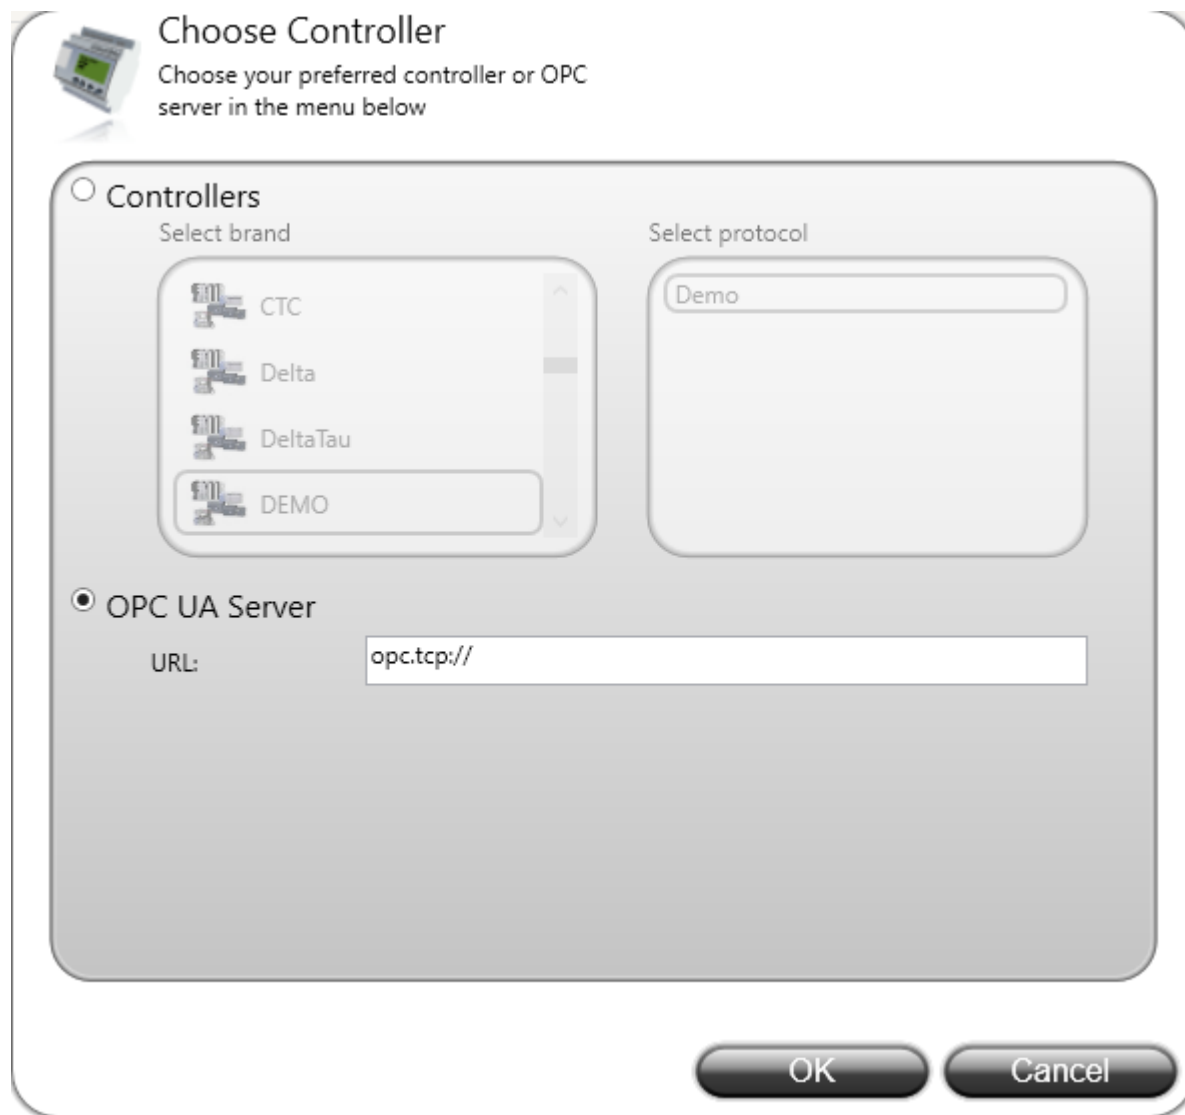 Choose Controller
Choose your preferred controller or OPC
server in the menu below
Controllers
Select brand
Select protocol
CTC
Delta
DeltaTau
DEMO
Demo
OPC UA Server
URL:
opc.tcp://
OK
Cancel